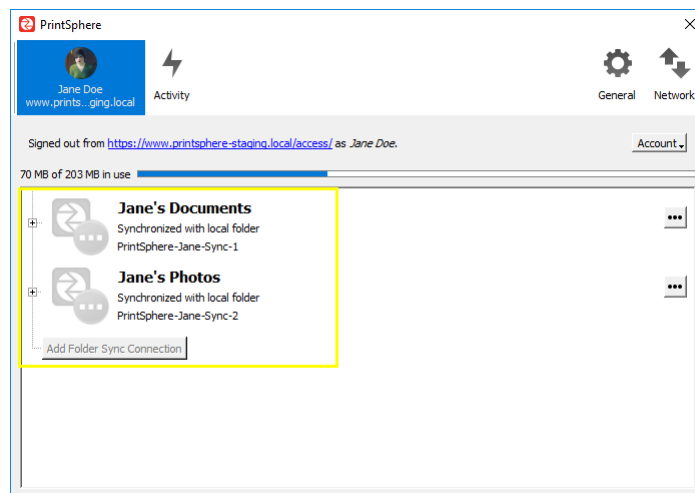 PrintSphere
Jane Doe
www.prints...ging.local
Activity
General
Network
Signed out from https://www.printsphere-staging.local/access/ as Jane Doe.
Account
70 MB of 203 MB in use
Jane's Documents
Synchronized with local folder
PrintSphere-Jane-Sync-1
Jane's Photos
Synchronized with local folder
PrintSphere-Jane-Sync-2
Add Folder Sync Connection